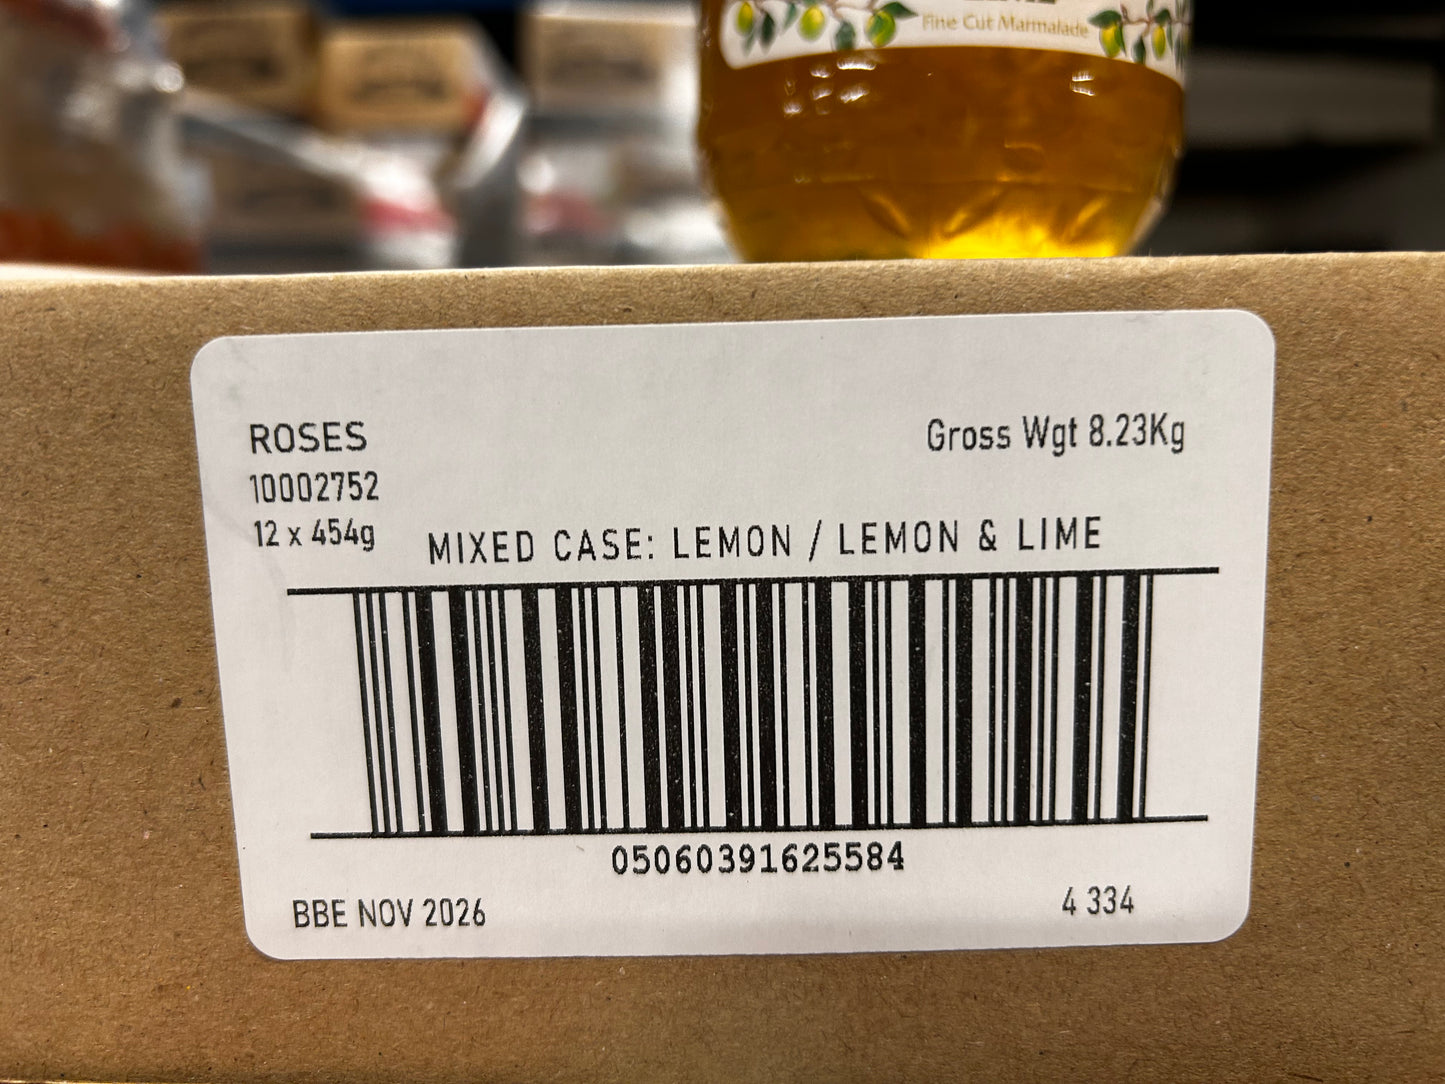 Fine Cut Marmalade
ROSES
10002752
12 x 454g
Gross Wgt 8.23Kg
MIXED CASE: LEMON / LEMON & LIME
05060391625584
BBE NOV 2026
4 334